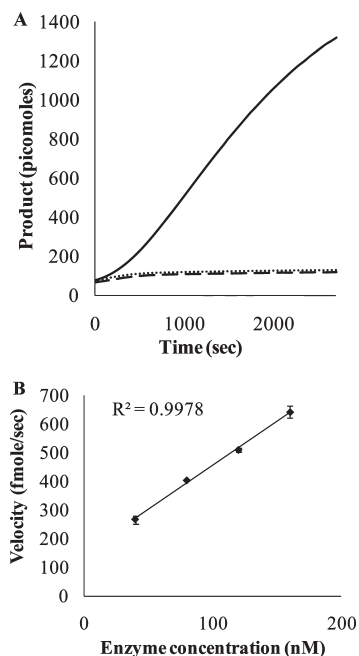 A
1400
1200
1000
800
600
400
200
0
Product (picomoles)
0 1000 2000
Time (sec)
B
700
600
500
400
300
200
100
0
Velocity (fmole/sec)
R² = 0.9978
0 100 200
Enzyme concentration (nM)